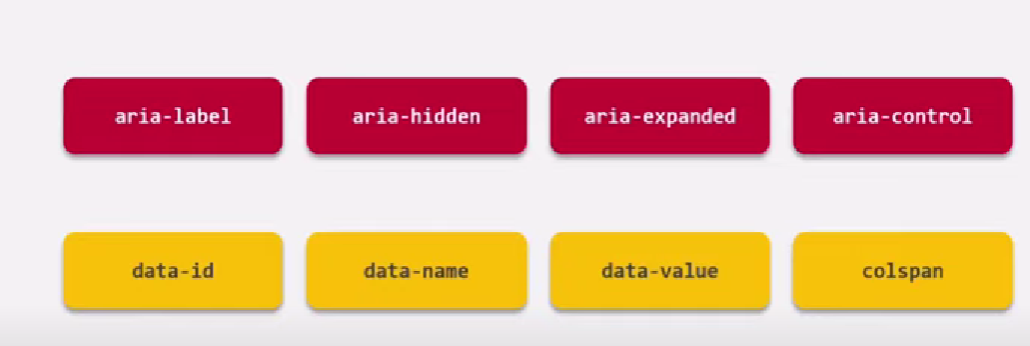 aria-label aria-hidden aria-expanded aria-control
data-id data-name data-value colspan